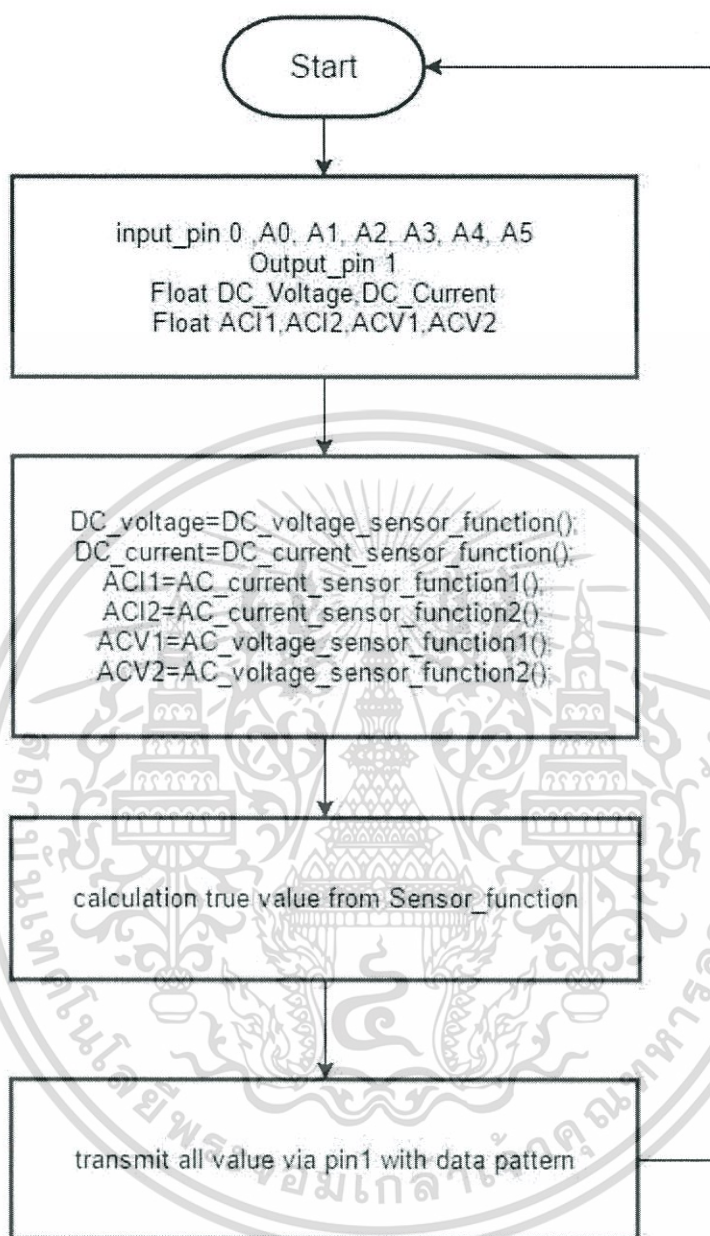 Start
input_pin 0 ,A0, A1, A2, A3, A4, A5
Output_pin 1
Float DC_Voltage,DC_Current
Float ACI1,ACI2,ACV1,ACV2
DC_voltage=DC_voltage_sensor_function();
DC_current=DC_current_sensor_function();
ACI1=AC_current_sensor_function1();
ACI2=AC_current_sensor_function2();
ACV1=AC_voltage_sensor_function1();
ACV2=AC_voltage_sensor_function2();
calculation true value from Sensor_function
transmit all value via pin1 with data pattern